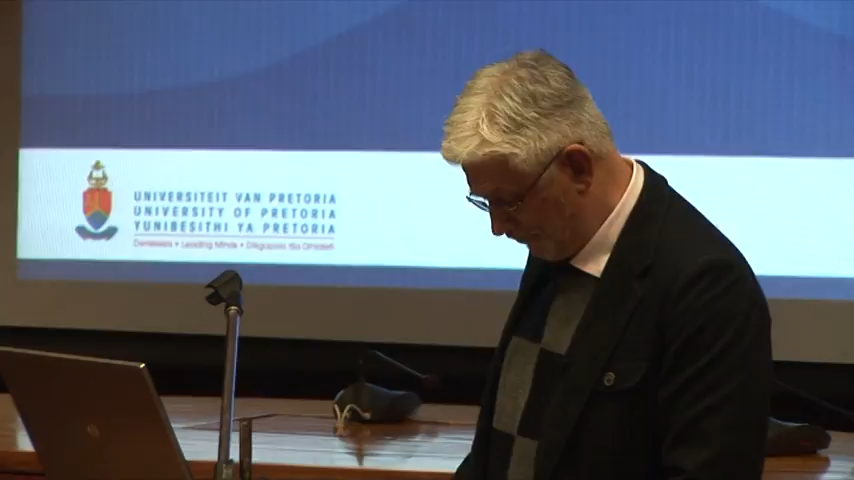 UNIVERSITEIT VAN PRETORIA
UNIVERSITY OF PRETORIA
YUNIBESITHI YA PRETORIA
Denkleiers • Leading Minds • Dikgopolo tša Dihlalefi